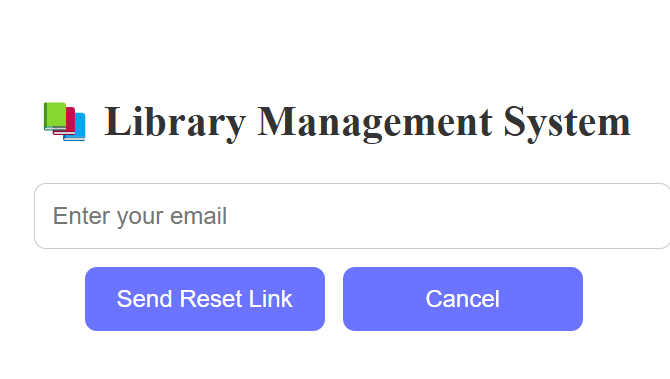 Library Management System
Enter your email
Send Reset Link
Cancel